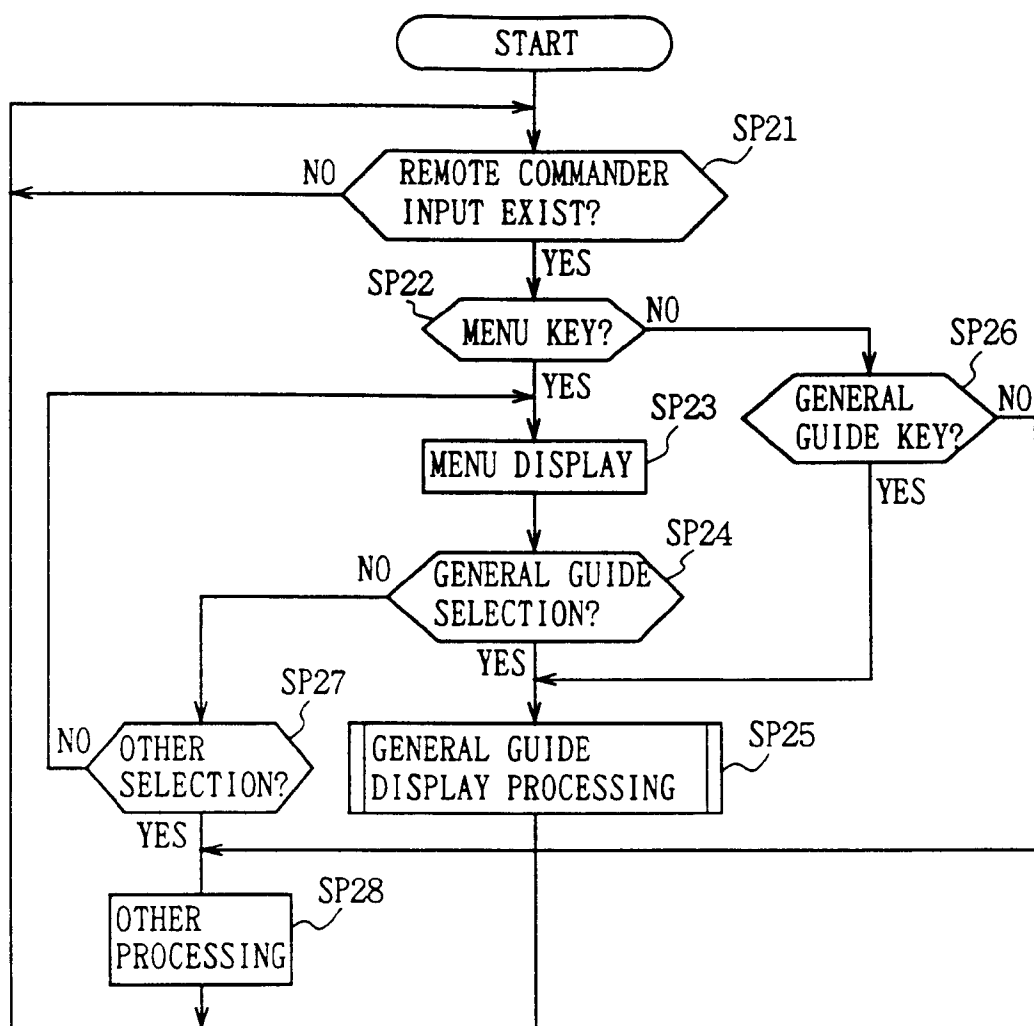 START
SP21
NO
REMOTE COMMANDER
INPUT EXIST?
YES
SP22
NO
MENU KEY?
SP26
YES
GENERAL
GUIDE KEY?
NO
SP23
MENU DISPLAY
YES
SP24
NO
GENERAL GUIDE
SELECTION?
YES
SP27
NO
OTHER
SELECTION?
GENERAL GUIDE
DISPLAY PROCESSING
SP25
YES
SP28
OTHER
PROCESSING